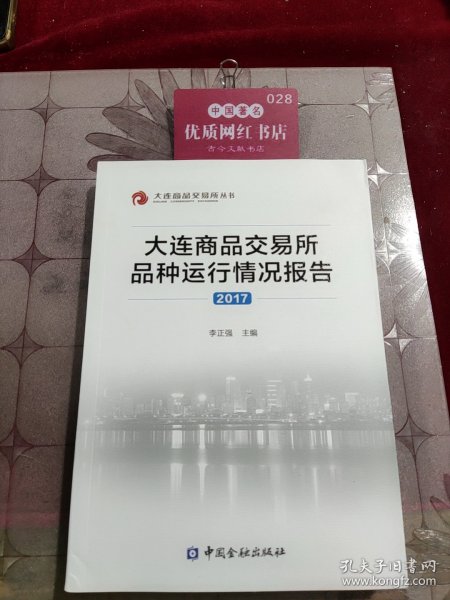 028
中国著名
优质网红书店
古今文献书店
大连商品交易所丛书
大连商品交易所
品种运行情况报告
2017
李正强 主编
中国金融出版社
孔夫子旧书网
www.kongfz.com